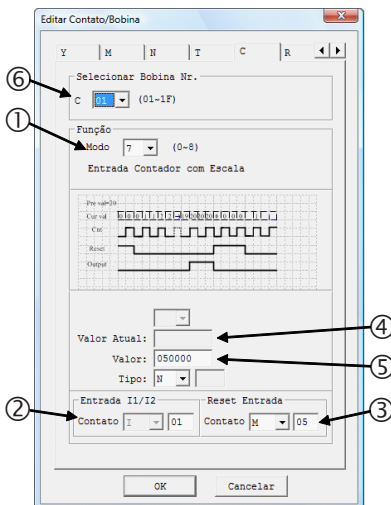 Editar Contato/Bobina
Y M N T C R
Selecionar Bobina Nr.
⑥ C 01 (01~1F)
Função
① Modo 7 (0~8)
Entrada Contador com Escala
Pre val=20
Cur val
Cnt
Reset
Output
Valor Atual: ④
Valor: 050000 ⑤
Tipo: N
Entrada I1/I2 Reset Entrada
② Contato I 01 Contato M 05 ③
OK Cancelar